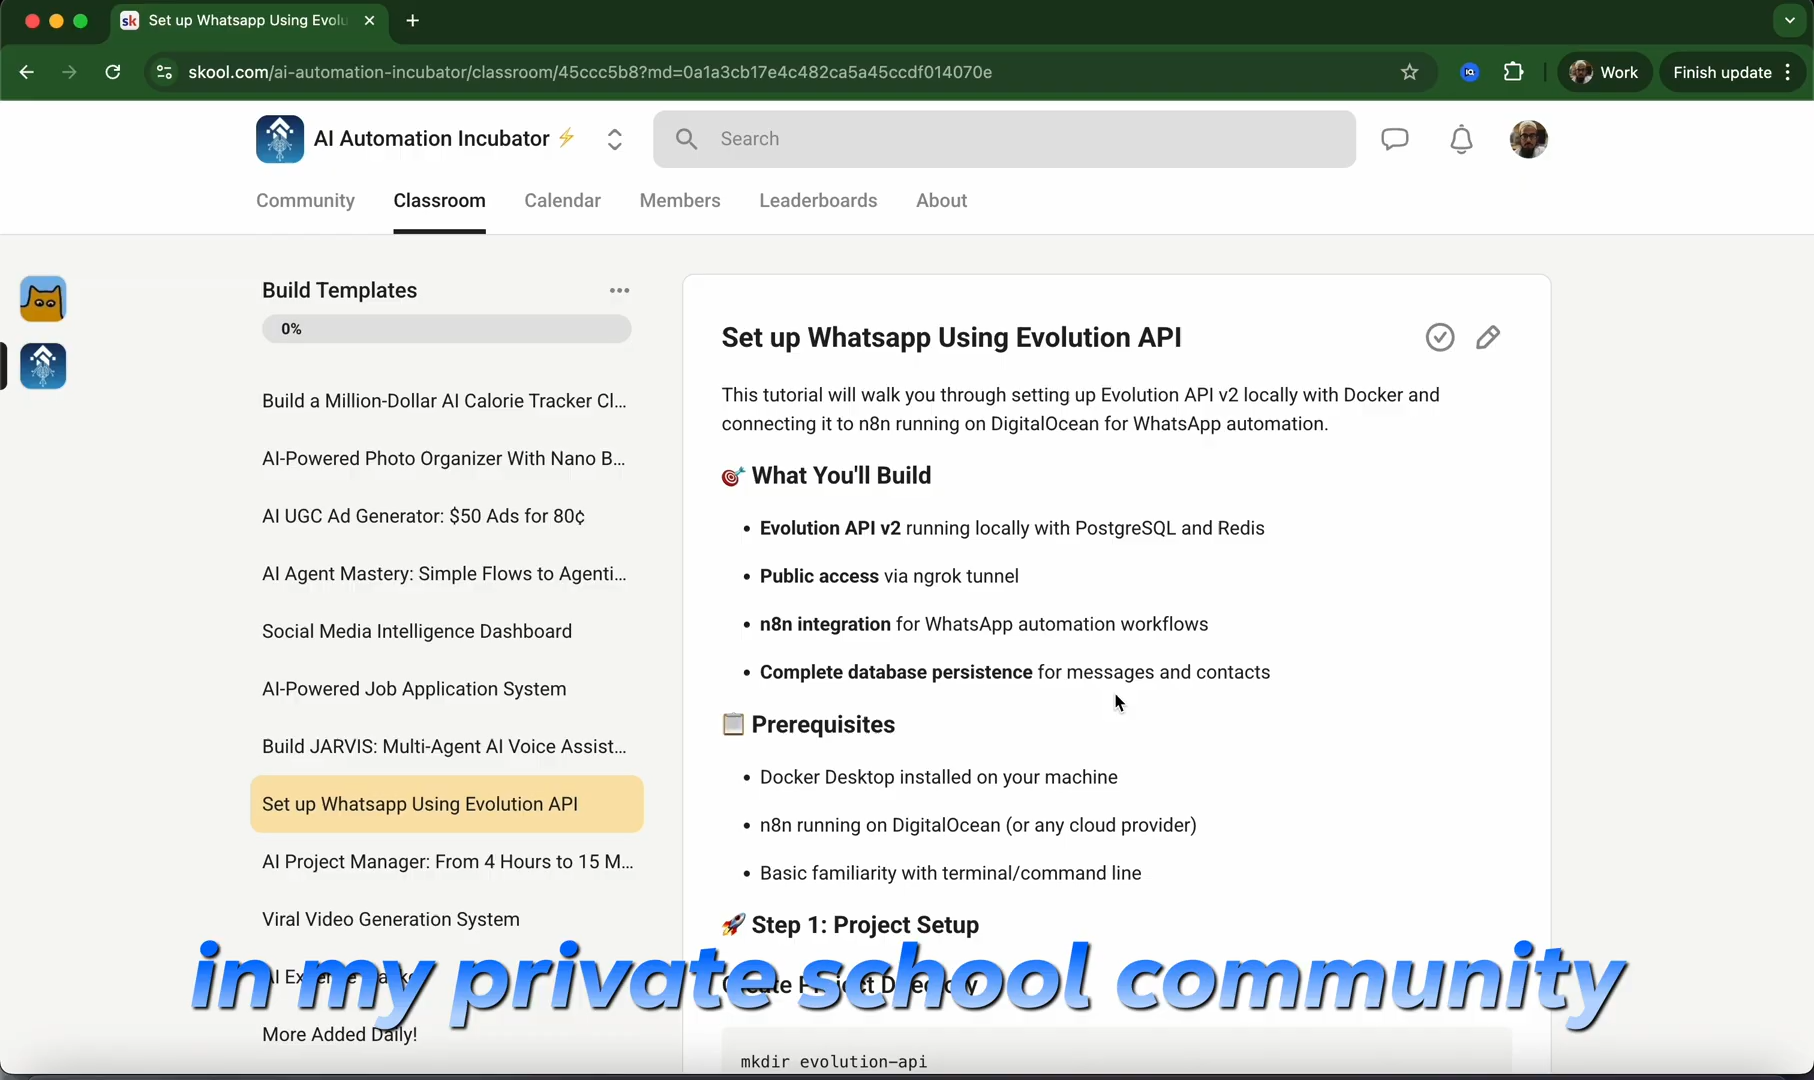 sk Set up Whatsapp Using Evolu
skool.com/ai-automation-incubator/classroom/45ccc5b8?md=0a1a3cb17e4c482ca5a45ccdf014070e
Work
Finish update
AI Automation Incubator⚡
Search
Community
Classroom
Calendar
Members
Leaderboards
About
Build Templates
0%
Build a Million-Dollar AI Calorie Tracker Cl...
AI-Powered Photo Organizer With Nano B...
AI UGC Ad Generator: $50 Ads for 80¢
AI Agent Mastery: Simple Flows to Agenti...
Social Media Intelligence Dashboard
AI-Powered Job Application System
Build JARVIS: Multi-Agent AI Voice Assist...
Set up Whatsapp Using Evolution API
AI Project Manager: From 4 Hours to 15 M...
Viral Video Generation System
More Added Daily!
Set up Whatsapp Using Evolution API
This tutorial will walk you through setting up Evolution API v2 locally with Docker and
connecting it to n8n running on DigitalOcean for WhatsApp automation.
🎯 What You'll Build
• Evolution API v2 running locally with PostgreSQL and Redis
• Public access via ngrok tunnel
• n8n integration for WhatsApp automation workflows
• Complete database persistence for messages and contacts
📋 Prerequisites
• Docker Desktop installed on your machine
• n8n running on DigitalOcean (or any cloud provider)
• Basic familiarity with terminal/command line
🚀 Step 1: Project Setup
Create Project Directory
mkdir evolution-api
in my private school community